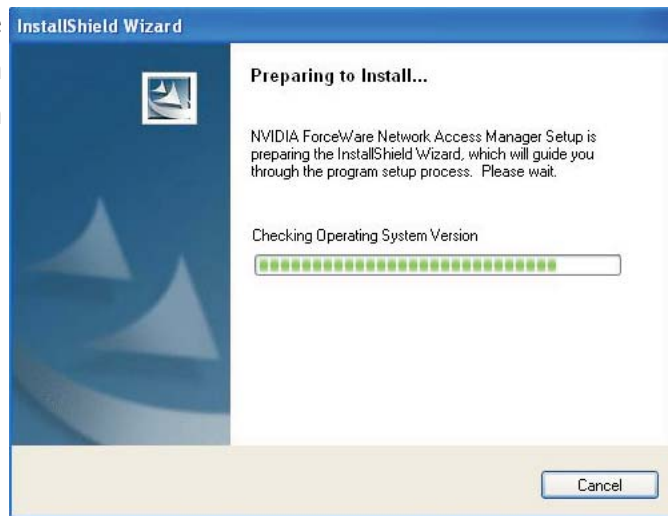 InstallShield Wizard
Preparing to Install...
NVIDIA ForceWare Network Access Manager Setup is
preparing the InstallShield Wizard, which will guide you
through the program setup process. Please wait.
Checking Operating System Version
Cancel